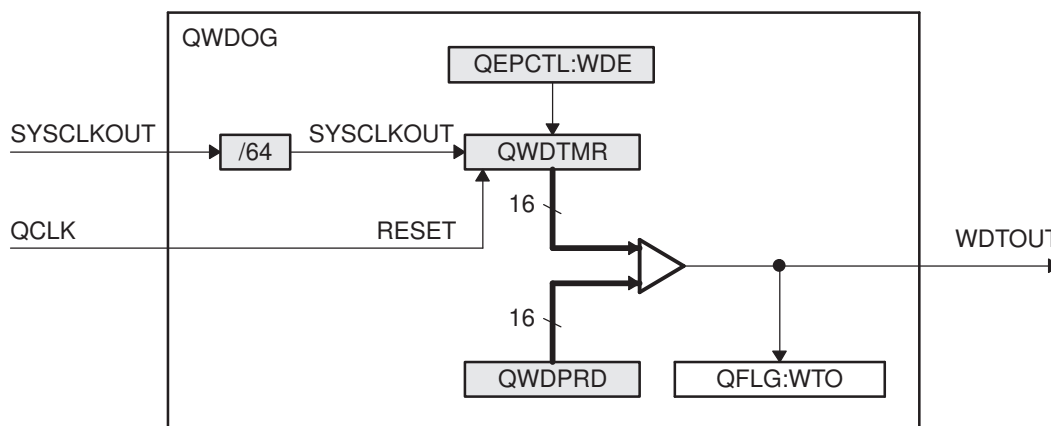 QWDOG
QEPCTL:WDE
SYSCLKOUT
SYSCLKOUT
/64
QWDTMR
16
QCLK
RESET
WDTOUT
16
QWDPRD
QFLG:WTO